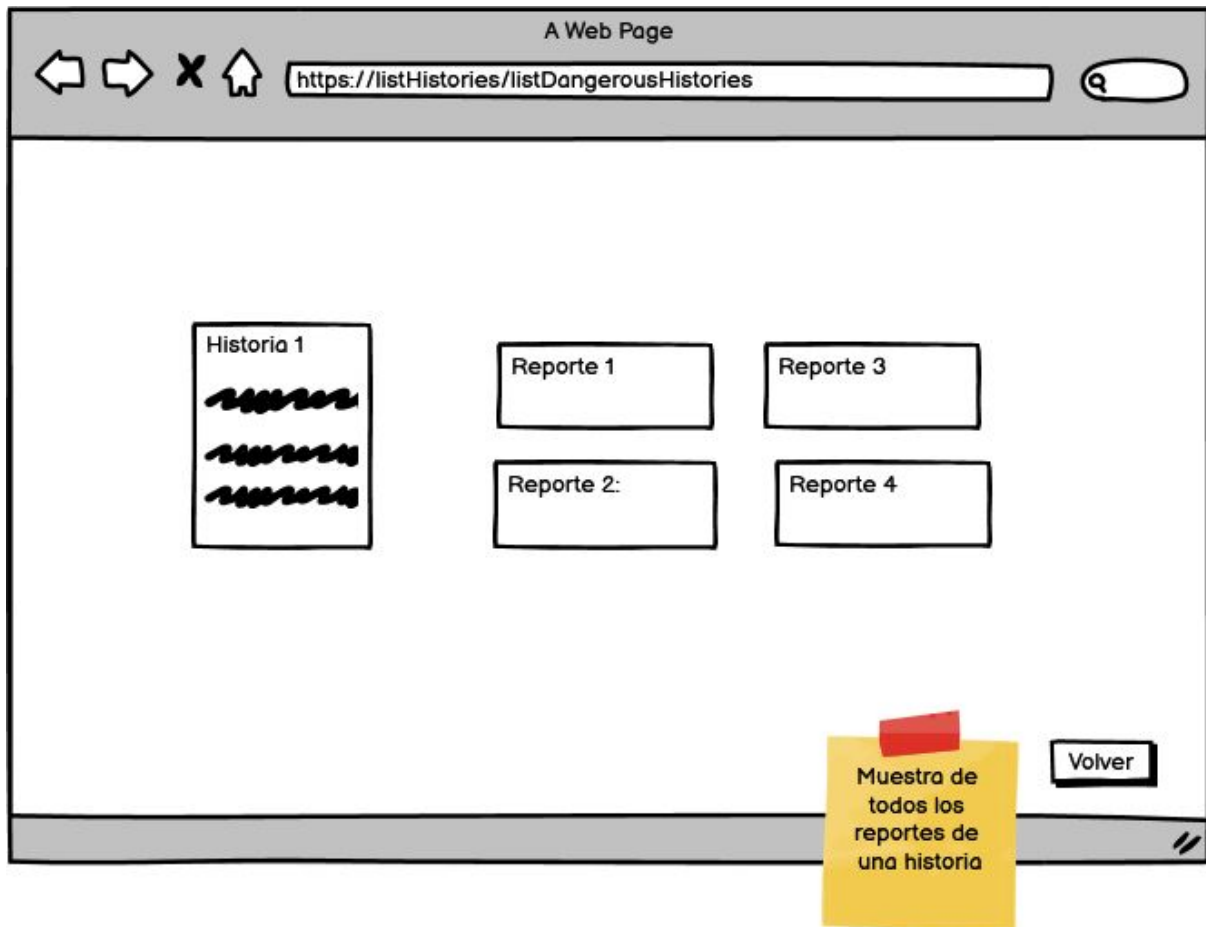 A Web Page
https://listHistories/listDangerousHistories
Historia 1
Reporte 1
Reporte 3
Reporte 2:
Reporte 4
Volver
Muestra de
todos los
reportes de
una historia